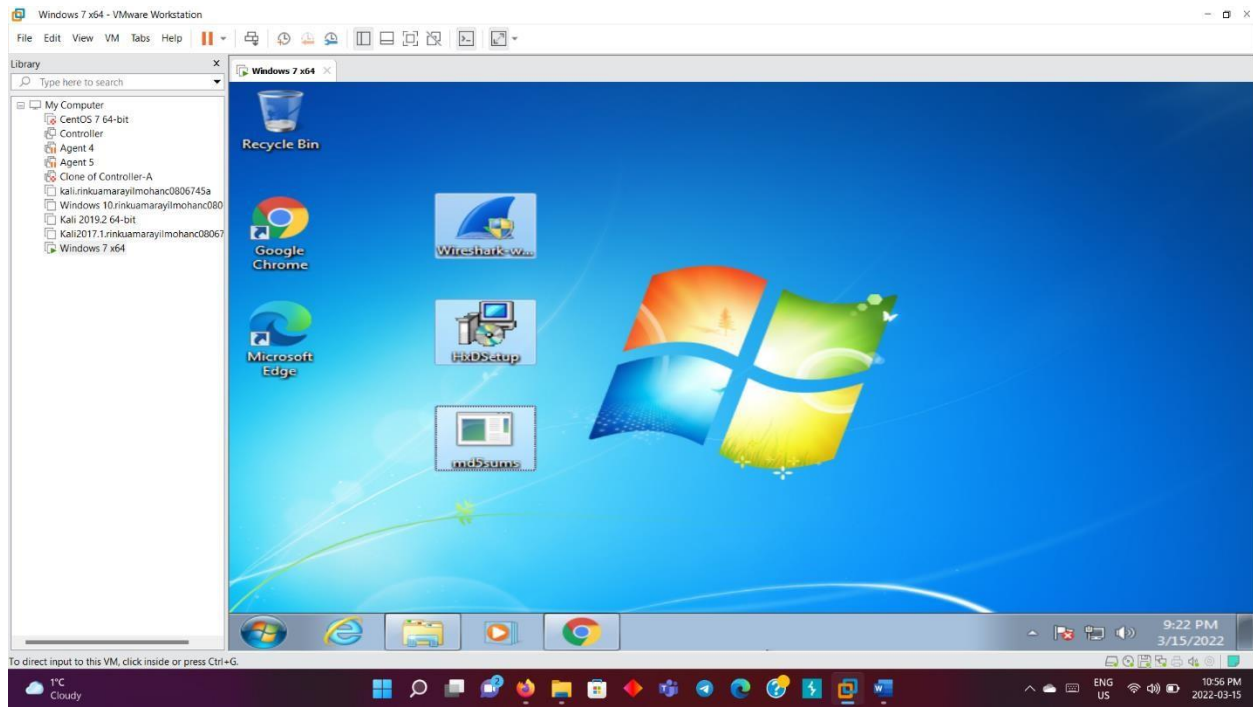 Windows 7 x64 - VMware Workstation
File Edit View VM Tabs Help
Library
Type here to search
My Computer
CentOS 7 64-bit
Controller
Agent 4
Agent 5
Clone of Controller-A
kali.rinkuamarayilmohanc0806745a
Windows 10.rinkuamarayilmohanc080
Kali 2019.2 64-bit
Kali2017.1.rinkuamarayilmohanc08067
Windows 7 x64
Windows 7 x64
Recycle Bin
Google
Chrome
Microsoft
Edge
Wireshark-w...
HxDSetup
md5sums
9:22 PM
3/15/2022
To direct input to this VM, click inside or press Ctrl+G.
1°C
Cloudy
ENG
US
10:56 PM
2022-03-15